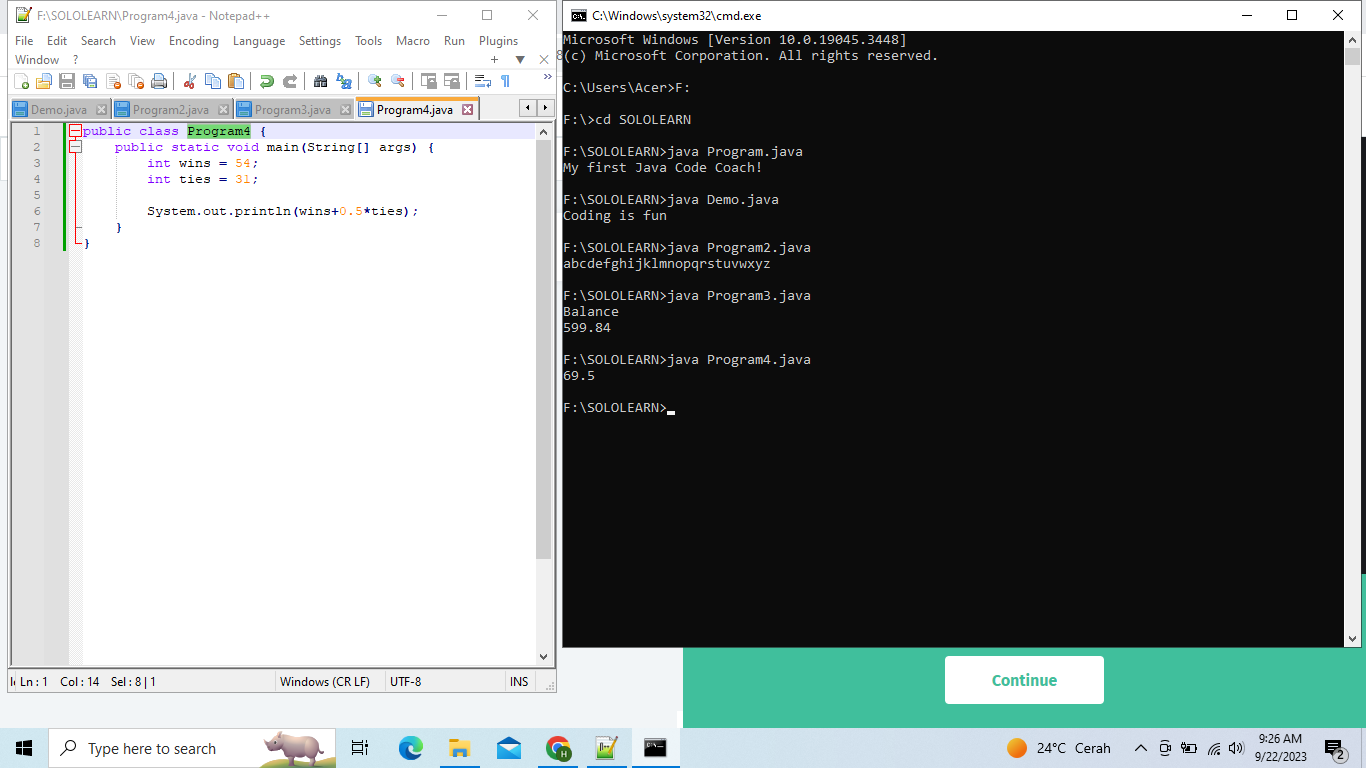 F:\SOLOLEARN\Program4.java - Notepad++
File Edit Search View Encoding Language Settings Tools Macro Run Plugins
Window ?
Demo.java Program2.java Program3.java Program4.java
1 public class Program4 {
2 public static void main(String[] args) {
3 int wins = 54;
4 int ties = 31;
5
6 System.out.println(wins+0.5*ties);
7 }
8 }
Ln : 1 Col : 14 Sel : 8 | 1 Windows (CR LF) UTF-8 INS
C:\Windows\system32\cmd.exe
Microsoft Windows [Version 10.0.19045.3448]
(c) Microsoft Corporation. All rights reserved.
C:\Users\Acer>F:
F:\>cd SOLOLEARN
F:\SOLOLEARN>java Program.java
My first Java Code Coach!
F:\SOLOLEARN>java Demo.java
Coding is fun
F:\SOLOLEARN>java Program2.java
abcdefghijklmnopqrstuvwxyz
F:\SOLOLEARN>java Program3.java
Balance
599.84
F:\SOLOLEARN>java Program4.java
69.5
F:\SOLOLEARN>
Continue
Type here to search
24°C Cerah
9:26 AM
9/22/2023
2